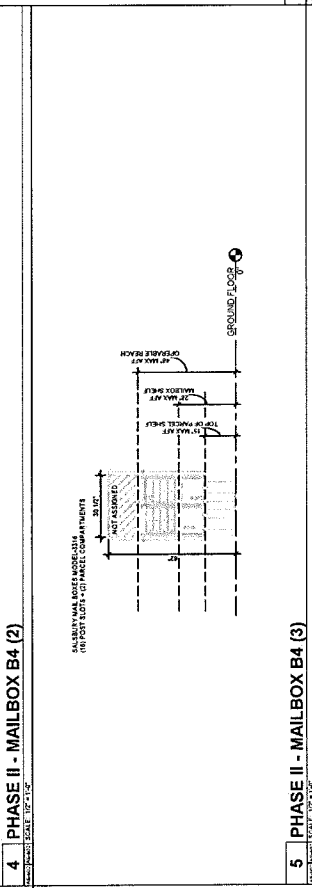 4 PHASE II - MAILBOX B4 (2)
SCALE: 1/2" = 1'-0"
SALSBURY MAIL BOXES MODEL
(16) POST SLOTS + (2) PARCEL COMPARTMENTS
30 1/2"
NOT ASSIGNED
62"
15" MAX AFF
TOP OF PARCEL SHELF
28" MAX AFF
MAILBOX SHELF
48" MAX AFF
OPERABLE REACH
GROUND FLOOR
0"
5 PHASE II - MAILBOX B4 (3)
SCALE: 1/2" = 1'-0"